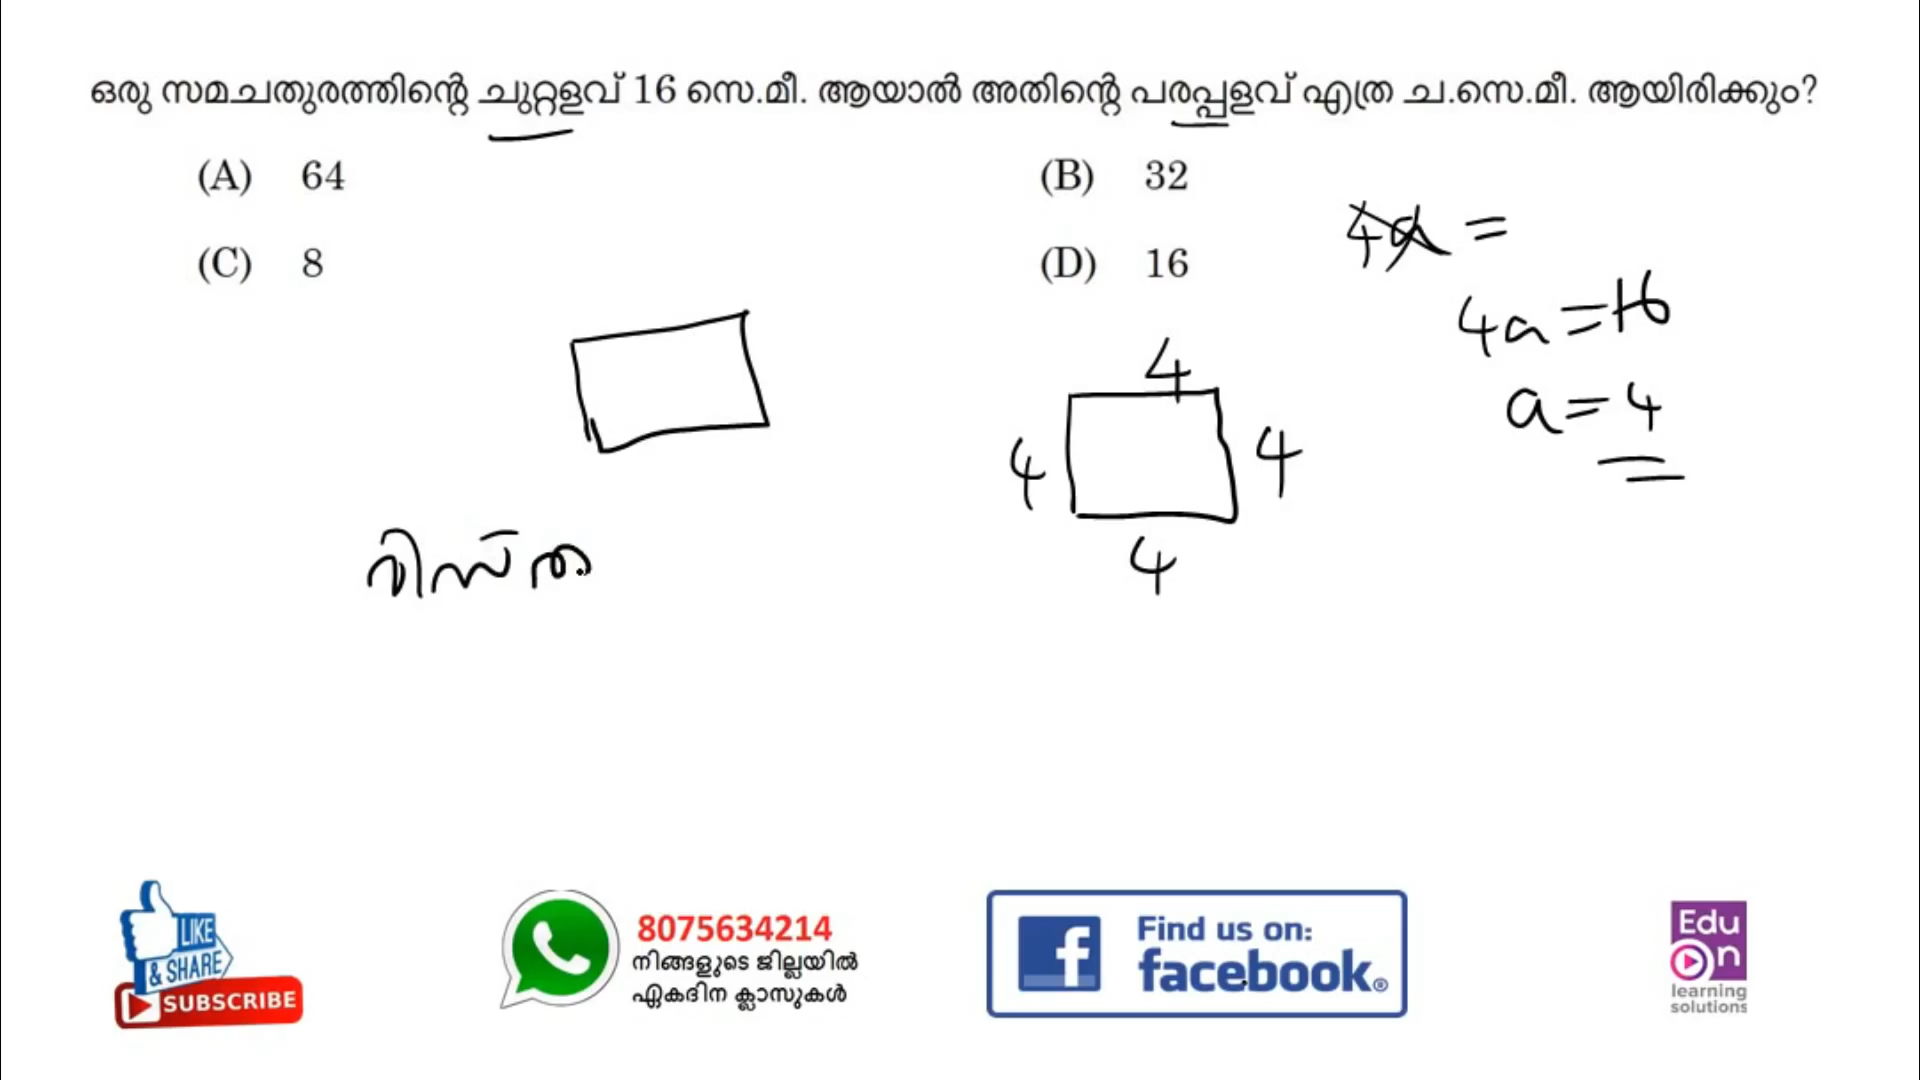 ഒരു സമചതുരത്തിന്റെ ചുറ്റളവ് 16 സെ.മീ. ആയാൽ അതിന്റെ പരപ്പളവ് എത്ര ച.സെ.മീ. ആയിരിക്കും?
(A) 64
(B) 32
(C) 8
(D) 16
4a =
4a = 16
a = 4
4
4
4
4
വിസ്ത
LIKE
& SHARE
SUBSCRIBE
8075634214
നിങ്ങളുടെ ജില്ലയിൽ
ഏകദിന ക്ലാസുകൾ
Find us on:
facebook®
Edu
On
learning
solutions